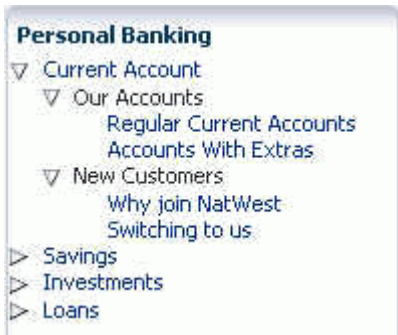 Personal Banking
Current Account
Our Accounts
Regular Current Accounts
Accounts With Extras
New Customers
Why join NatWest
Switching to us
Savings
Investments
Loans